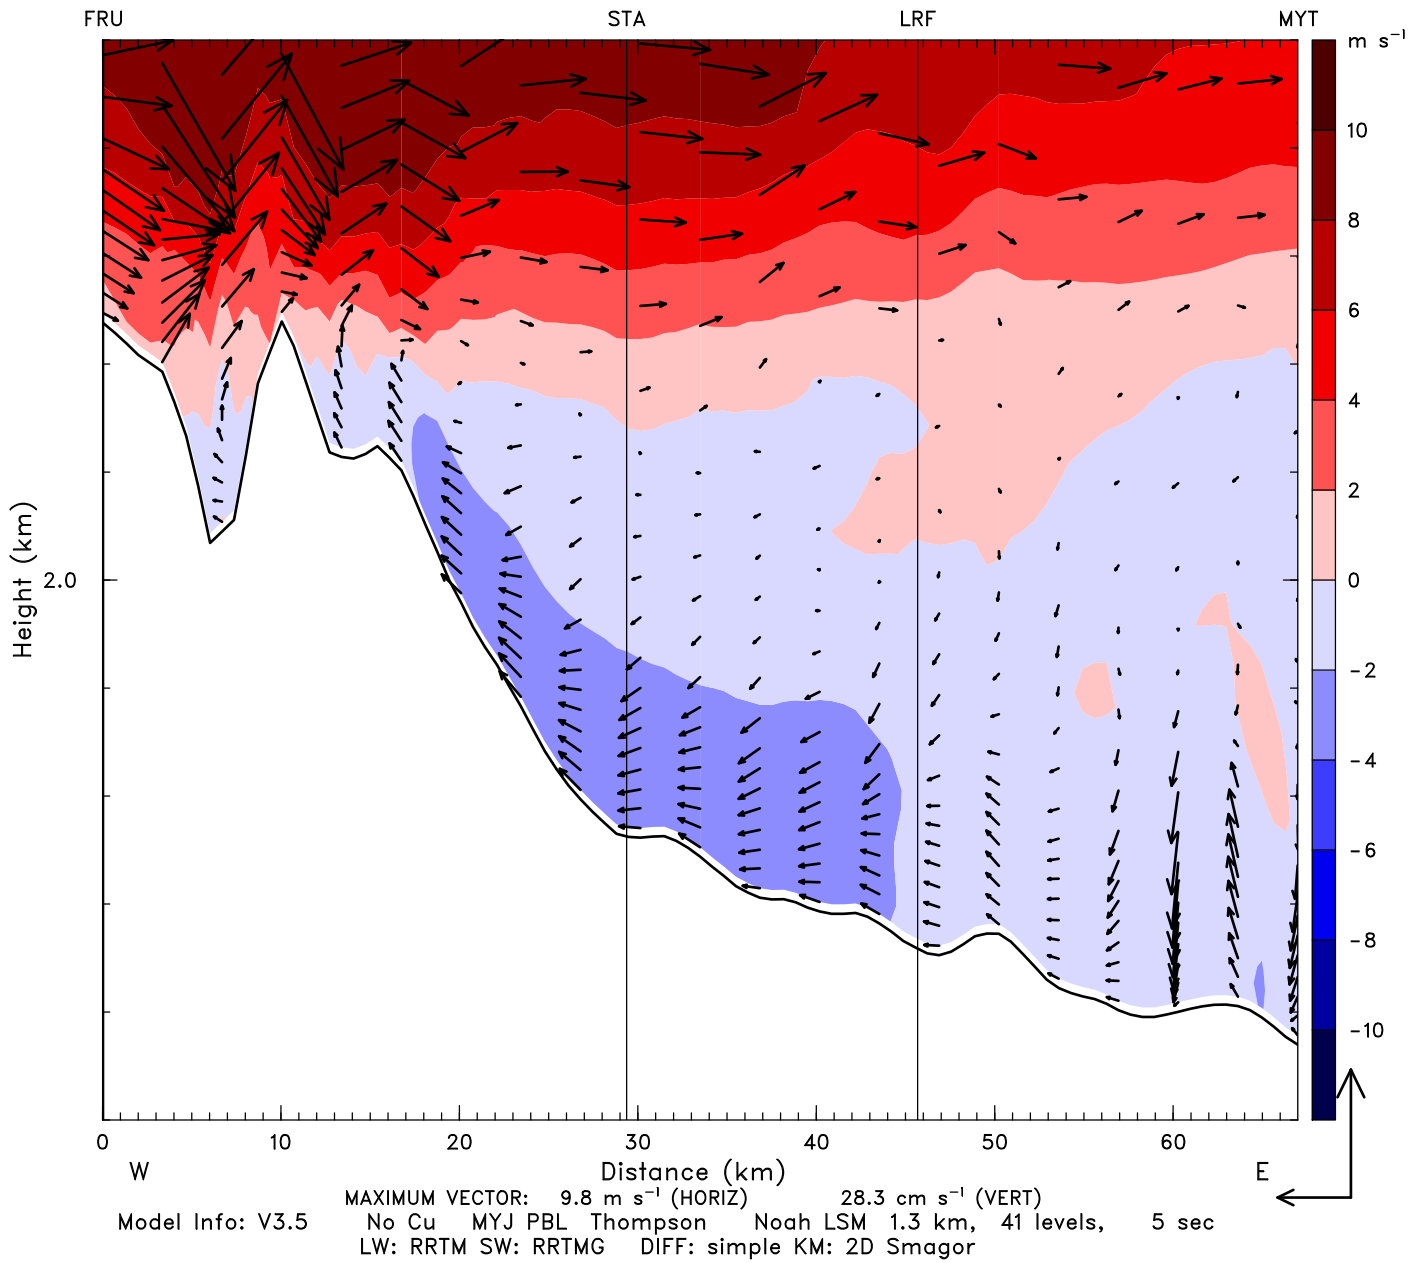 FRU STA LRF MYT
m s⁻¹
10
8
6
4
2
0
-2
-4
-6
-8
-10
Height (km)
2.0
0 10 20 30 40 50 60
W Distance (km) E
MAXIMUM VECTOR: 9.8 m s⁻¹ (HORIZ) 28.3 cm s⁻¹ (VERT)
Model Info: V3.5 No Cu MYJ PBL Thompson Noah LSM 1.3 km, 41 levels, 5 sec
LW: RRTM SW: RRTMG DIFF: simple KM: 2D Smagor